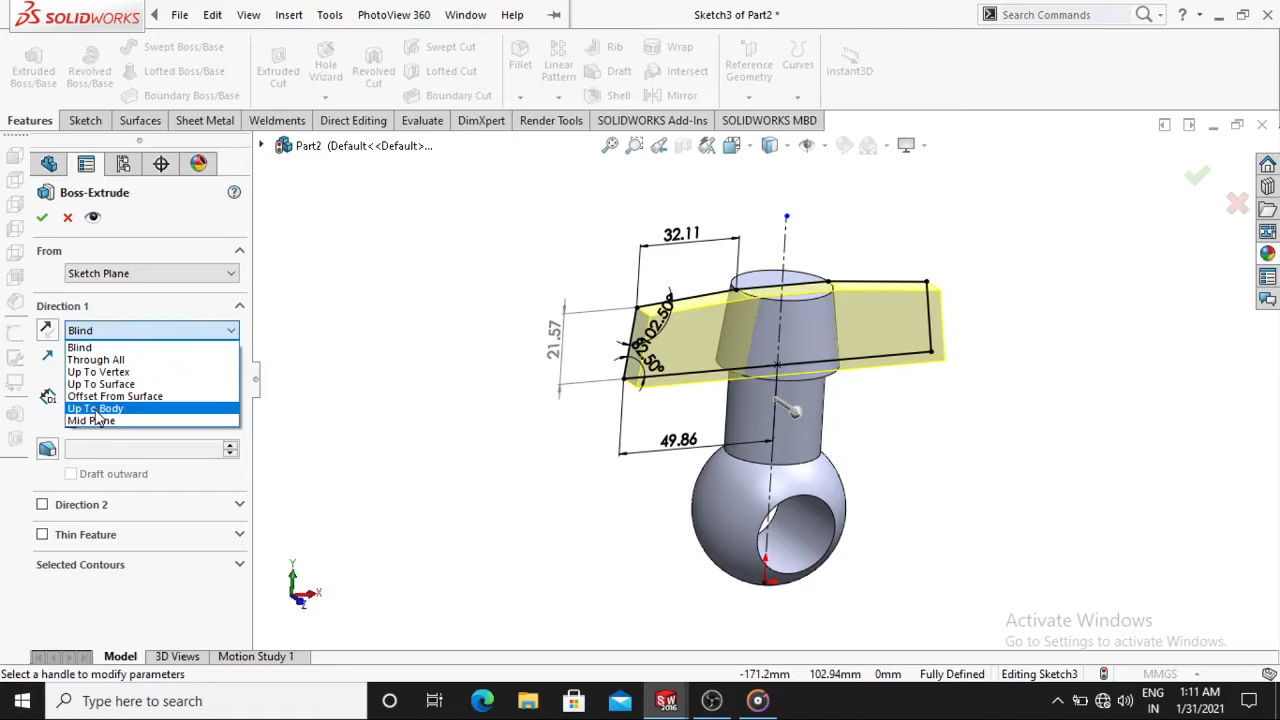 SOLIDWORKS File Edit View Insert Tools PhotoView 360 Window Help Sketch3 of Part2 * Search Commands ?
Extruded Boss/Base Revolved Boss/Base Swept Boss/Base Lofted Boss/Base Boundary Boss/Base Extruded Cut Hole Wizard Revolved Cut Swept Cut Lofted Cut Boundary Cut Fillet Linear Pattern Rib Draft Shell Wrap Intersect Mirror Reference Geometry Curves Instant3D
Features Sketch Surfaces Sheet Metal Weldments Direct Editing Evaluate DimXpert Render Tools SOLIDWORKS Add-Ins SOLIDWORKS MBD
Part2 (Default<<Default>...
Boss-Extrude ?
From
Sketch Plane
Direction 1
Blind
Blind
Through All
Up To Vertex
Up To Surface
Offset From Surface
Up To Body
Mid Plane
Draft outward
Direction 2
Thin Feature
Selected Contours
32.11
102.50°
21.57
82.50°
49.86
Y
X
Z
Activate Windows
Go to Settings to activate Windows.
Model 3D Views Motion Study 1
Select a handle to modify parameters -171.2mm 102.94mm 0mm Fully Defined Editing Sketch3 MMGS
Type here to search SW 2016 ENG IN 1:11 AM 1/31/2021